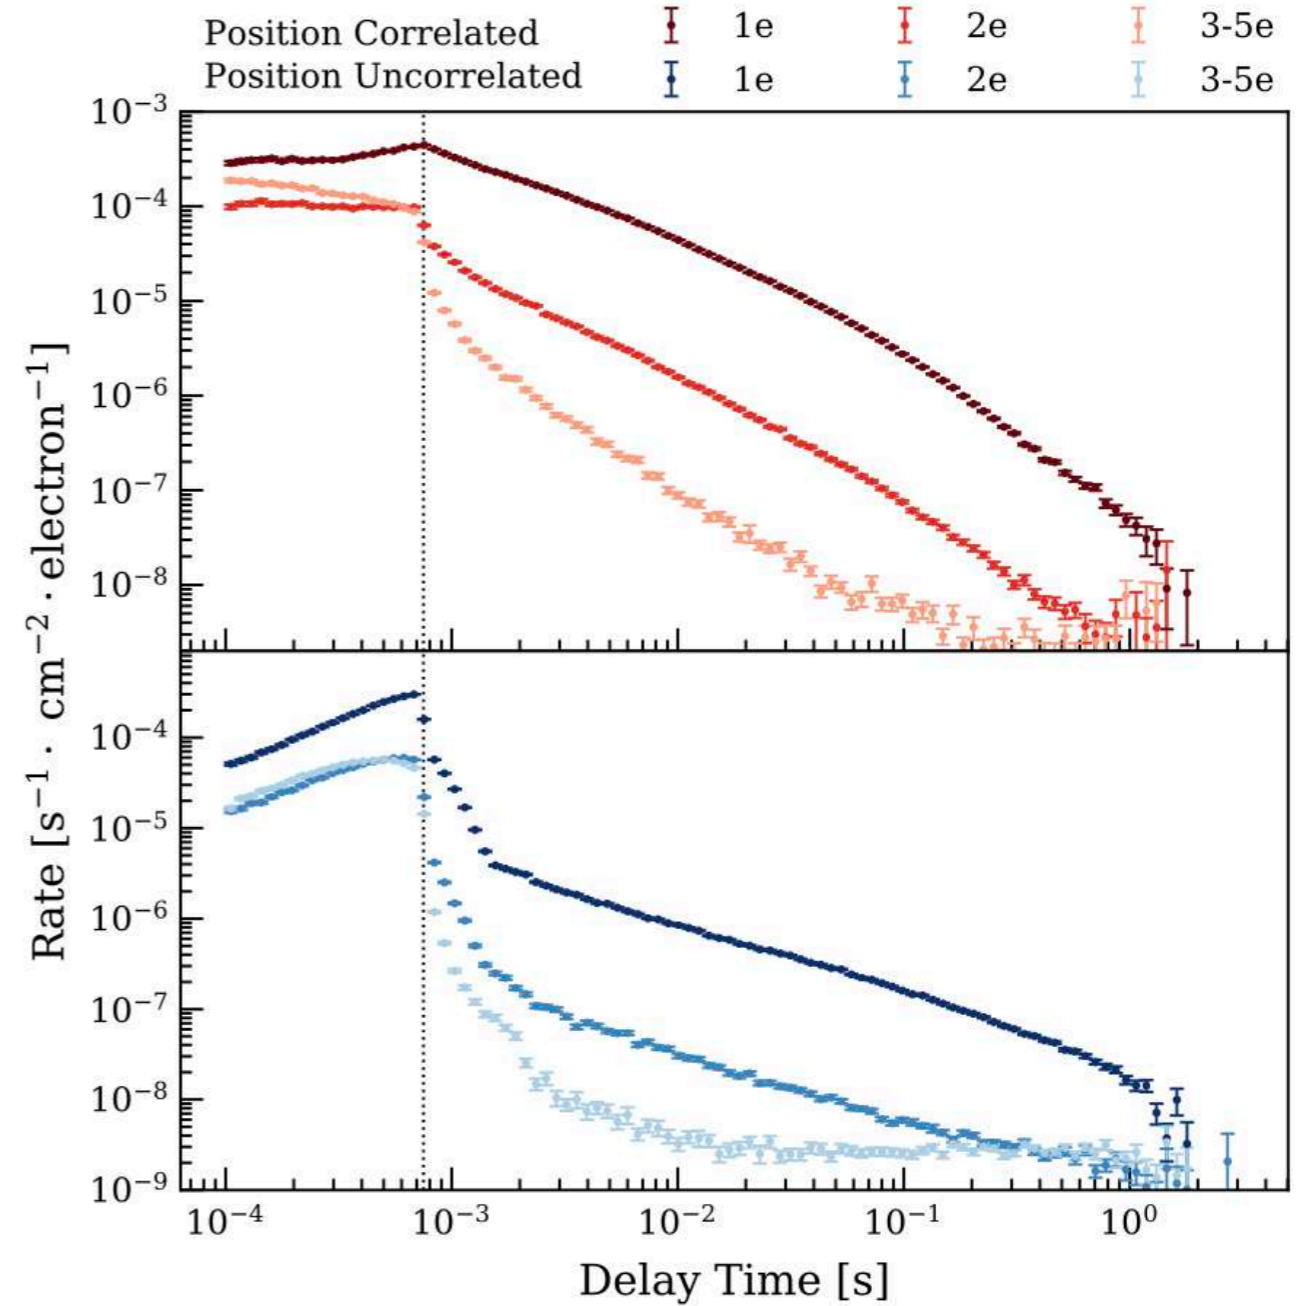 Position Correlated 1e 2e 3-5e
Position Uncorrelated 1e 2e 3-5e
10⁻³
10⁻⁴
10⁻⁵
10⁻⁶
10⁻⁷
10⁻⁸
10⁻⁴
10⁻⁵
10⁻⁶
10⁻⁷
10⁻⁸
10⁻⁹
Rate [s⁻¹ · cm⁻² · electron⁻¹]
10⁻⁴ 10⁻³ 10⁻² 10⁻¹ 10⁰
Delay Time [s]